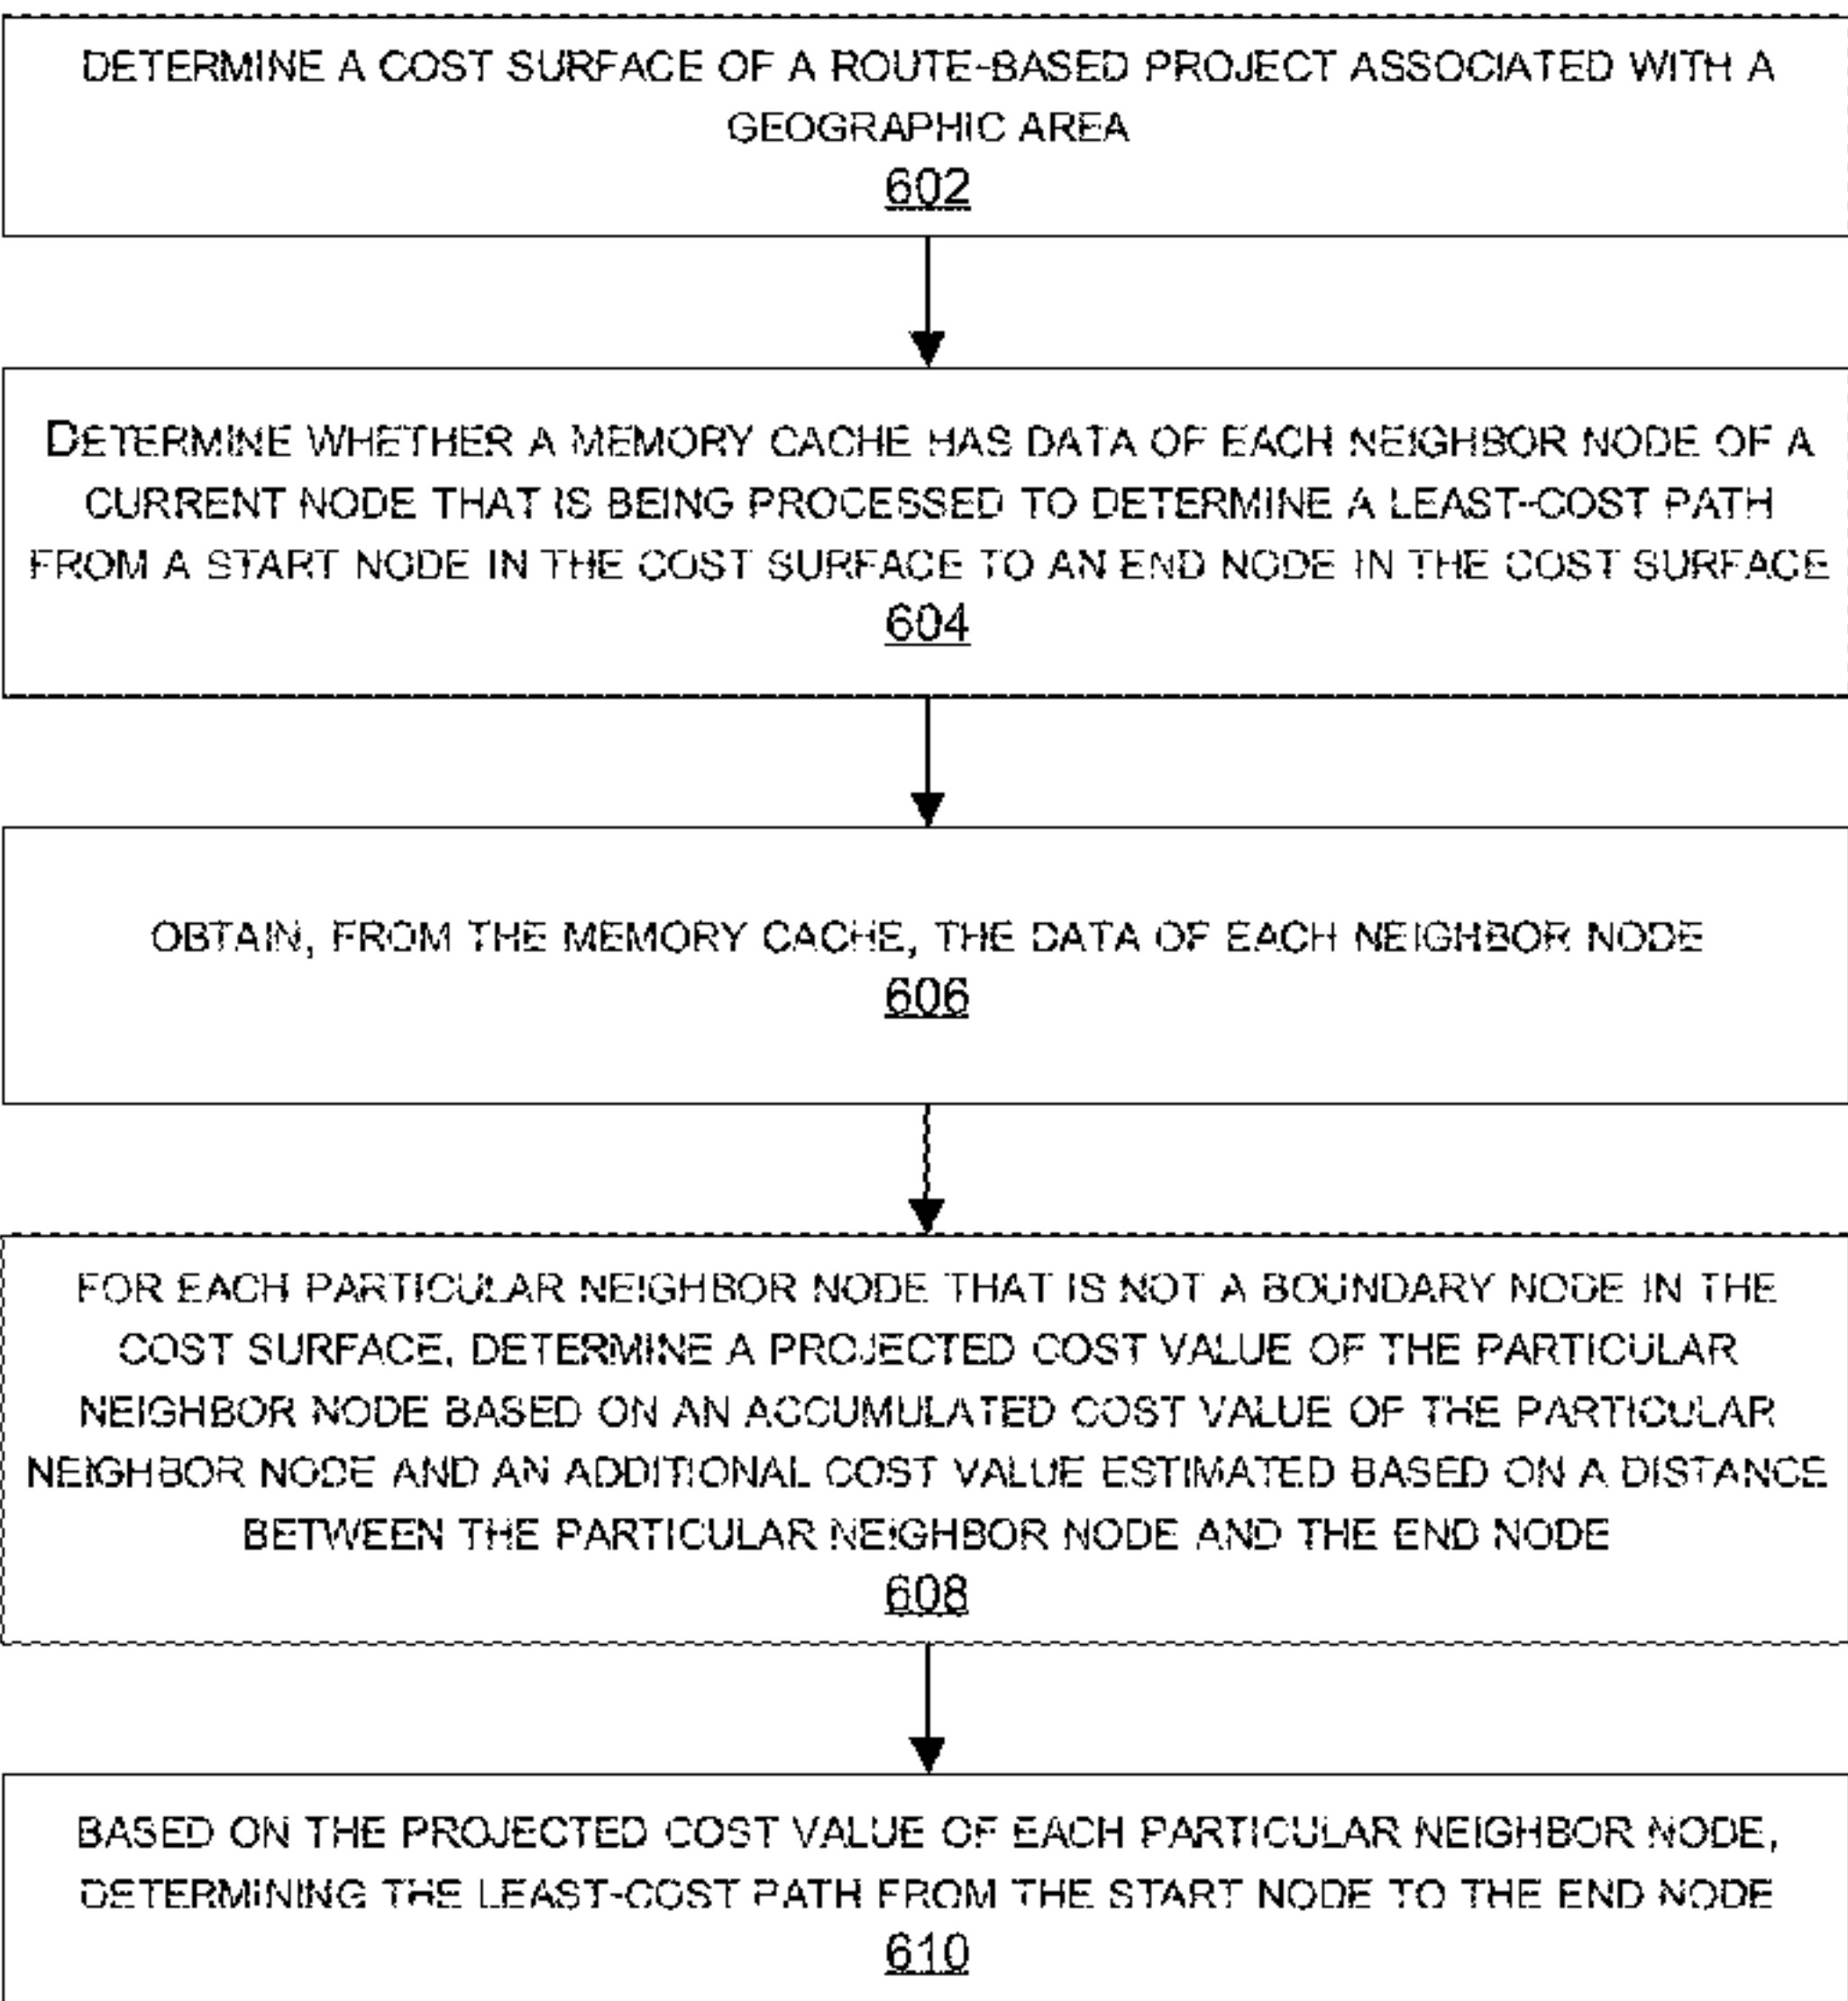 DETERMINE A COST SURFACE OF A ROUTE-BASED PROJECT ASSOCIATED WITH A
GEOGRAPHIC AREA
602
DETERMINE WHETHER A MEMORY CACHE HAS DATA OF EACH NEIGHBOR NODE OF A
CURRENT NODE THAT IS BEING PROCESSED TO DETERMINE A LEAST-COST PATH
FROM A START NODE IN THE COST SURFACE TO AN END NODE IN THE COST SURFACE
604
OBTAIN, FROM THE MEMORY CACHE, THE DATA OF EACH NEIGHBOR NODE
606
FOR EACH PARTICULAR NEIGHBOR NODE THAT IS NOT A BOUNDARY NODE IN THE
COST SURFACE, DETERMINE A PROJECTED COST VALUE OF THE PARTICULAR
NEIGHBOR NODE BASED ON AN ACCUMULATED COST VALUE OF THE PARTICULAR
NEIGHBOR NODE AND AN ADDITIONAL COST VALUE ESTIMATED BASED ON A DISTANCE
BETWEEN THE PARTICULAR NEIGHBOR NODE AND THE END NODE
608
BASED ON THE PROJECTED COST VALUE OF EACH PARTICULAR NEIGHBOR NODE,
DETERMINING THE LEAST-COST PATH FROM THE START NODE TO THE END NODE
610